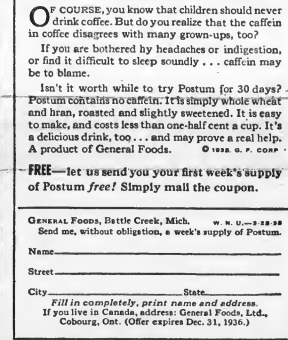 OF COURSE, you know that children should never
drink coffee. But do you realize that the caffein
in coffee disagrees with many grown-ups, too?
If you are bothered by headaches or indigestion,
or find it difficult to sleep soundly . . . caffein may
be to blame.
Isn't it worth while to try Postum for 30 days?
Postum contains no caffein. It is simply whole wheat
and bran, roasted and slightly sweetened. It is easy
to make, and costs less than one-half cent a cup. It's
a delicious drink, too . . . and may prove a real help.
A product of General Foods. © 1935. G. F. CORP.
FREE—let us send you your first week's supply
of Postum free! Simply mail the coupon.
GENERAL FOODS, Battle Creek, Mich. W. N. U.
Send me, without obligation, a week's supply of Postum.
Name
Street
City State
Fill in completely, print name and address.
If you live in Canada, address: General Foods, Ltd.,
Cobourg, Ont. (Offer expires Dec. 31, 1936.)